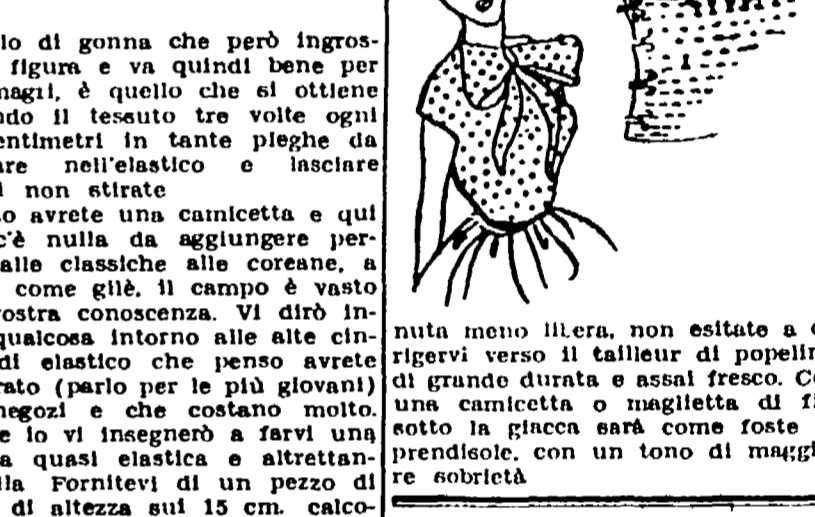 lo di gonna che però ingros-
figura e va quindi bene per
magri, è quello che si ottiene
ndo il tessuto tre volte ogni
entimetri in tante pieghe da
are nell'elastico e lasciare
i non stirate
o avrete una camicetta e qui
c'è nulla da aggiungere per-
alle classiche alle coreane, a
come gilè, il campo è vasto
vostra conoscenza. Vi dirò in-
qualcosa intorno alle alte cin-
di elastico che penso avrete
rato (parlo per le più giovani)
negozi e che costano molto.
e io vi insegnerò a farvi una
a quasi elastica e altrettan-
lla Fornitevi di un pezzo di
di altezza sui 15 cm. calco-
nuta meno libera, non esitate a
rigervi verso il tailleur di popelin
di grande durata e assai fresco. Co
una camicetta o maglietta di fi
sotto la giacca sarà come foste
prendisole, con un tono di maggi
re sobrietà